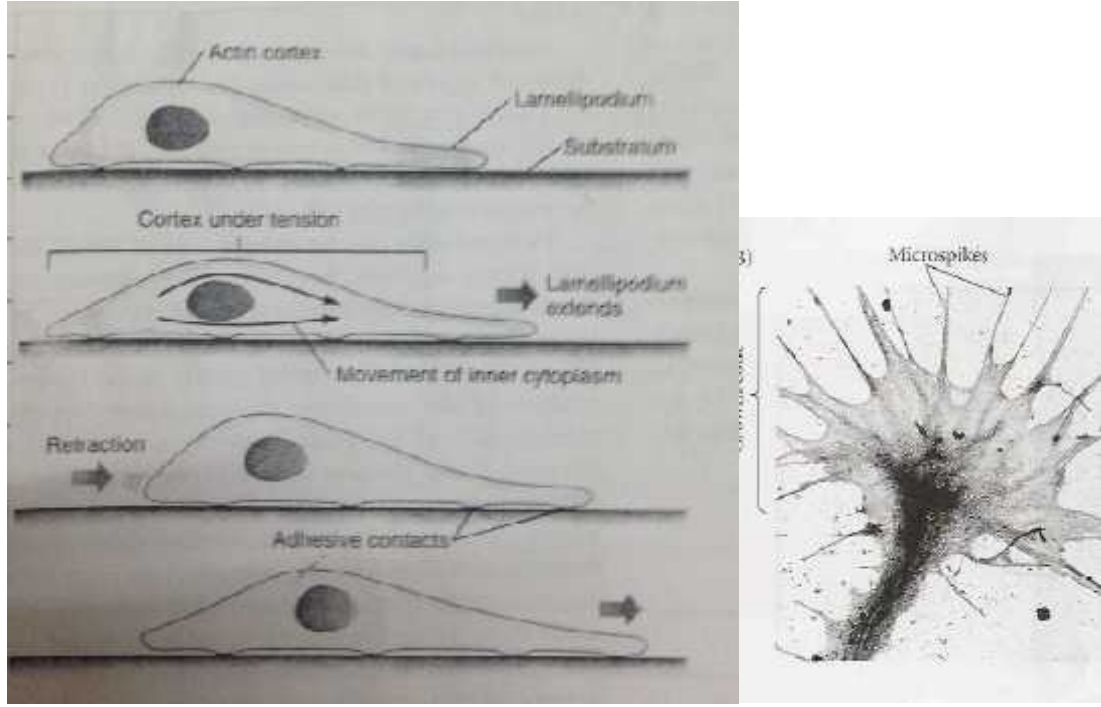 Actin cortex
Lamellipodium
Substratum
Cortex under tension
Lamellipodium
extends
Movement of inner cytoplasm
Retraction
Adhesive contacts
Microspikes